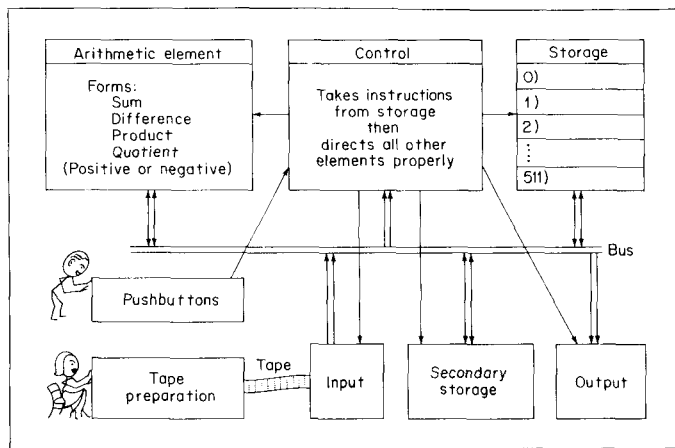 Arithmetic element
Forms:
Sum
Difference
Product
Quotient
(Positive or negative)
Control
Takes instructions
from storage
then
directs all other
elements properly
Storage
0)
1)
2)
⋮
511)
Bus
Pushbuttons
Tape
preparation
Tape
Input
Secondary
storage
Output